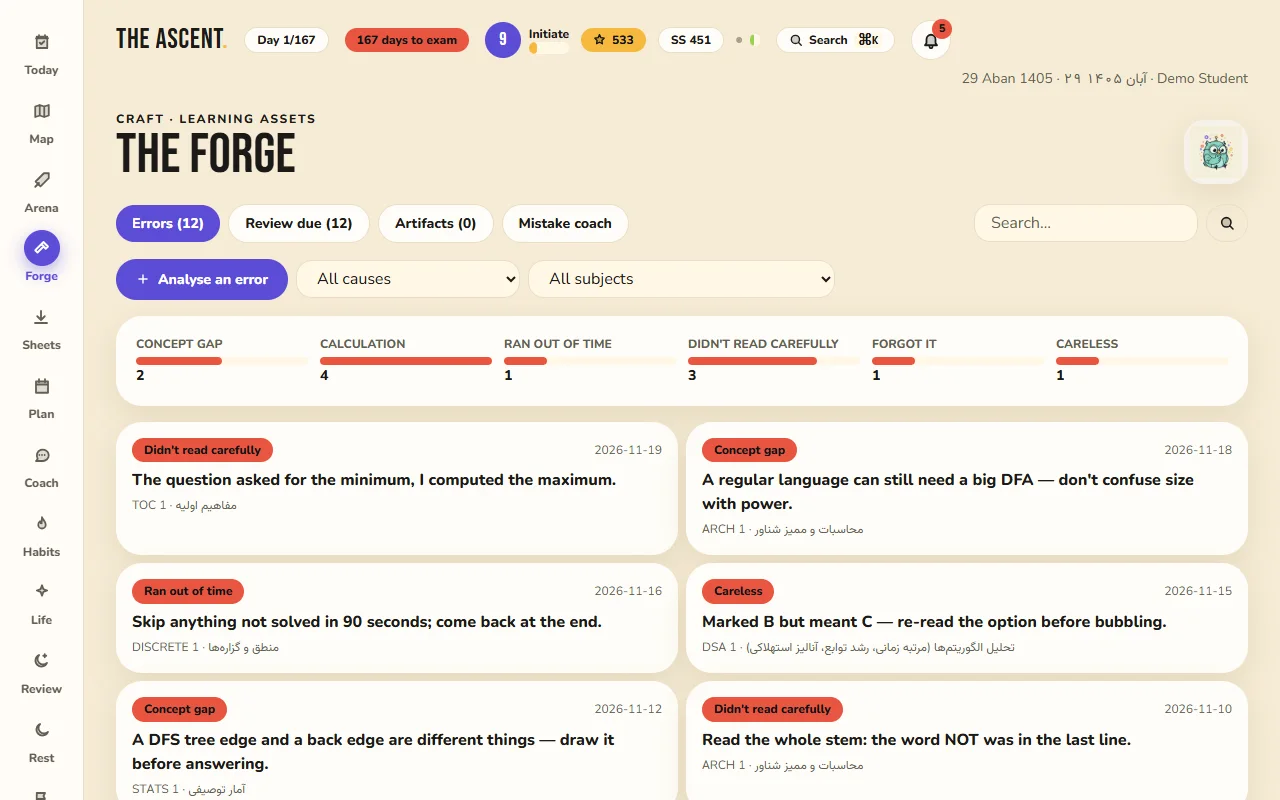 THE ASCENT.
Day 1/167
167 days to exam
9
Initiate
533
SS 451
Search ⌘K
5
29 Aban 1405 · ۲۹ آبان ۱۴۰۵ · Demo Student
Today
Map
Arena
Forge
Sheets
Plan
Coach
Habits
Life
Review
Rest
CRAFT · LEARNING ASSETS
THE FORGE
Errors (12)
Review due (12)
Artifacts (0)
Mistake coach
Search...
+ Analyse an error
All causes
All subjects
CONCEPT GAP
2
CALCULATION
4
RAN OUT OF TIME
1
DIDN'T READ CAREFULLY
3
FORGOT IT
1
CARELESS
1
Didn't read carefully
2026-11-19
The question asked for the minimum, I computed the maximum.
TOC 1 · مفاهیم اولیه
Concept gap
2026-11-18
A regular language can still need a big DFA — don't confuse size
with power.
ARCH 1 · محاسبات و ممیز شناور
Ran out of time
2026-11-16
Skip anything not solved in 90 seconds; come back at the end.
DISCRETE 1 · منطق و گزاره‌ها
Careless
2026-11-15
Marked B but meant C — re-read the option before bubbling.
DSA 1 · تحلیل الگوریتم‌ها (مرتبه زمانی، رشد توابع، آنالیز استهلاکی)
Concept gap
2026-11-12
A DFS tree edge and a back edge are different things — draw it
before answering.
STATS 1 · آمار توصیفی
Didn't read carefully
2026-11-10
Read the whole stem: the word NOT was in the last line.
ARCH 1 · محاسبات و ممیز شناور